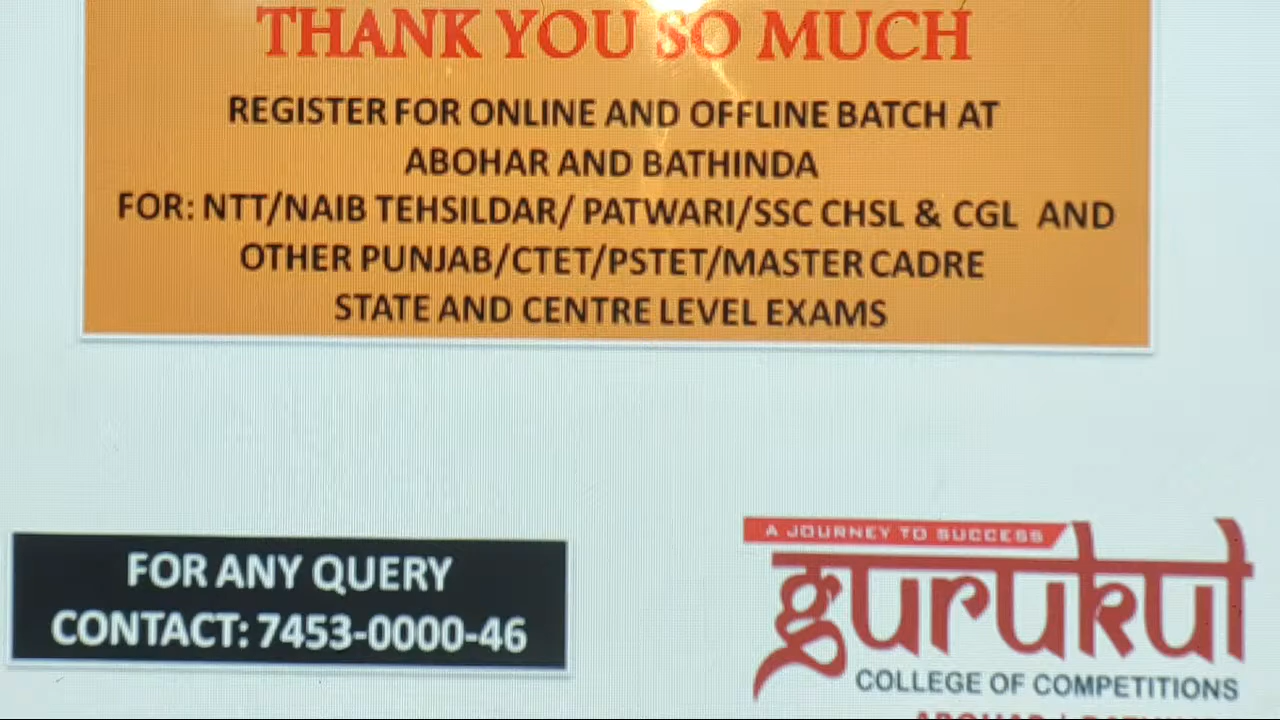 THANK YOU SO MUCH
REGISTER FOR ONLINE AND OFFLINE BATCH AT
ABOHAR AND BATHINDA
FOR: NTT/NAIB TEHSILDAR/ PATWARI/SSC CHSL & CGL AND
OTHER PUNJAB/CTET/PSTET/MASTER CADRE
STATE AND CENTRE LEVEL EXAMS
FOR ANY QUERY
CONTACT: 7453-0000-46
A JOURNEY TO SUCCESS
gurukul
COLLEGE OF COMPETITIONS